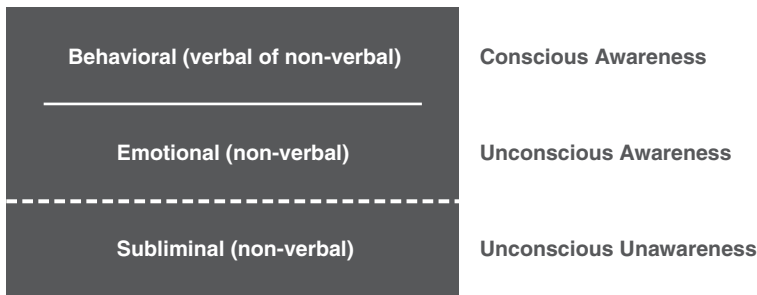 Behavioral (verbal of non-verbal) Conscious Awareness
Emotional (non-verbal) Unconscious Awareness
Subliminal (non-verbal) Unconscious Unawareness